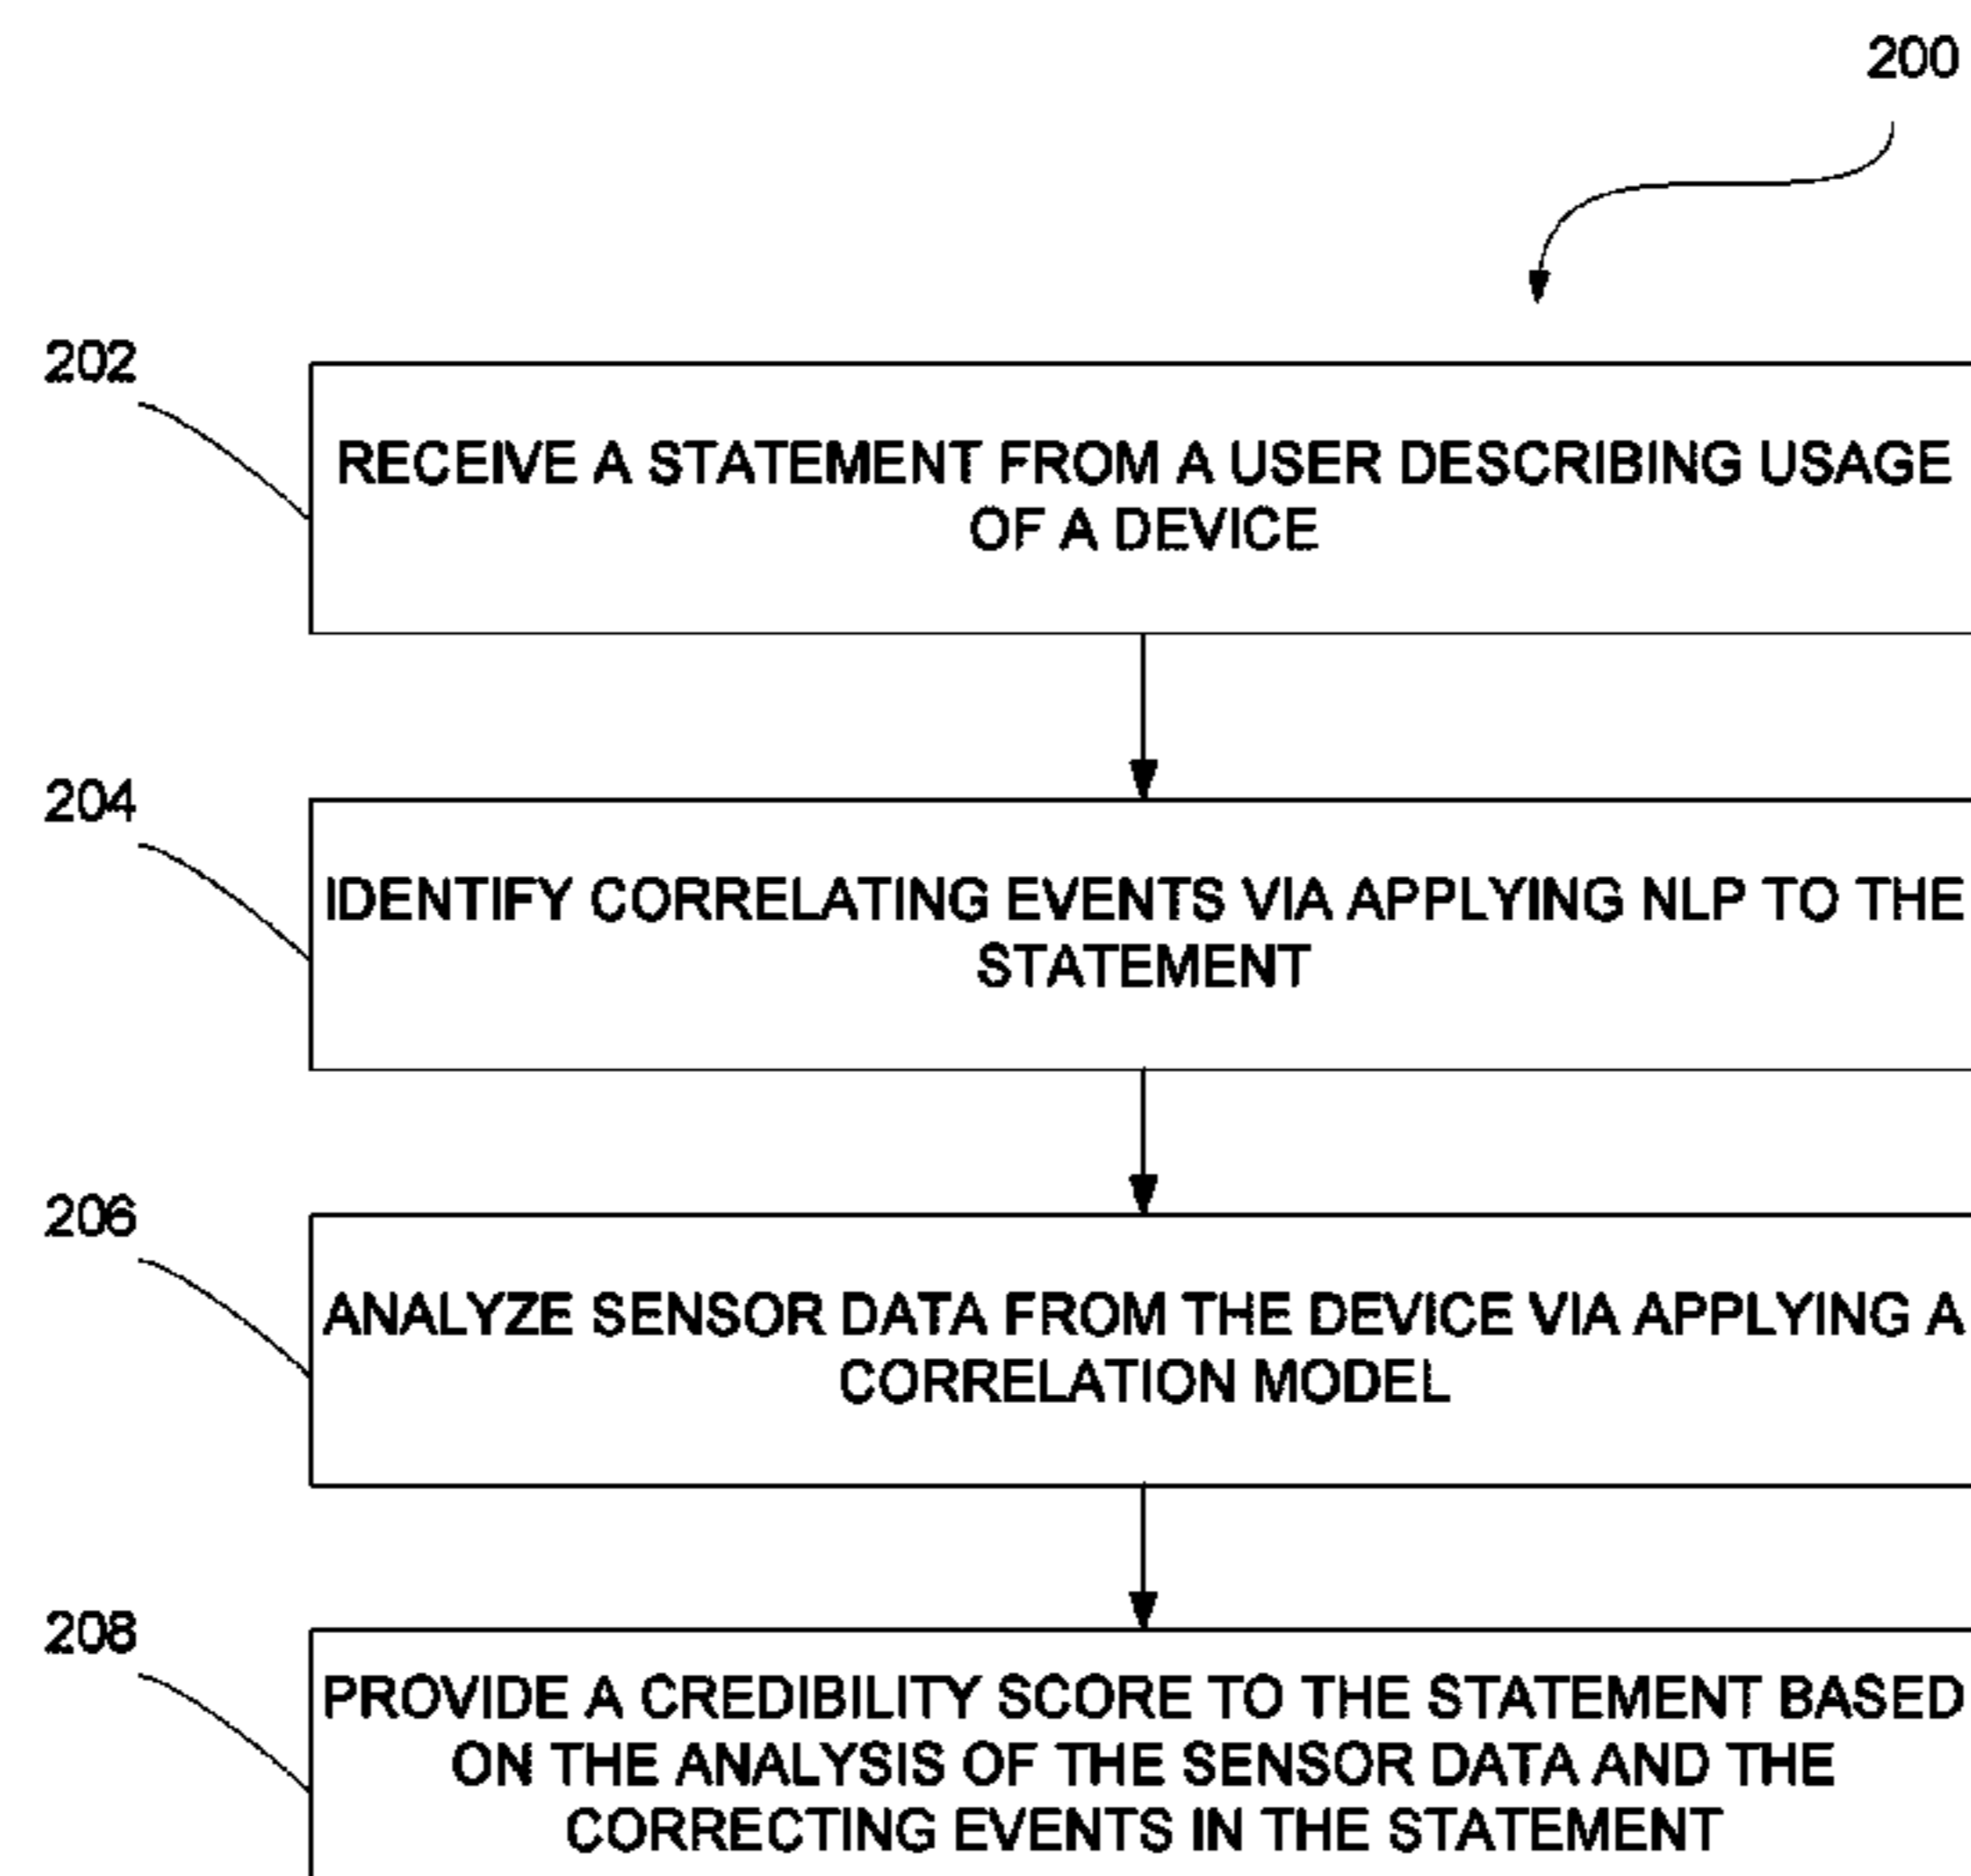 200
202
RECEIVE A STATEMENT FROM A USER DESCRIBING USAGE
OF A DEVICE
204
IDENTIFY CORRELATING EVENTS VIA APPLYING NLP TO THE
STATEMENT
206
ANALYZE SENSOR DATA FROM THE DEVICE VIA APPLYING A
CORRELATION MODEL
208
PROVIDE A CREDIBILITY SCORE TO THE STATEMENT BASED
ON THE ANALYSIS OF THE SENSOR DATA AND THE
CORRECTING EVENTS IN THE STATEMENT